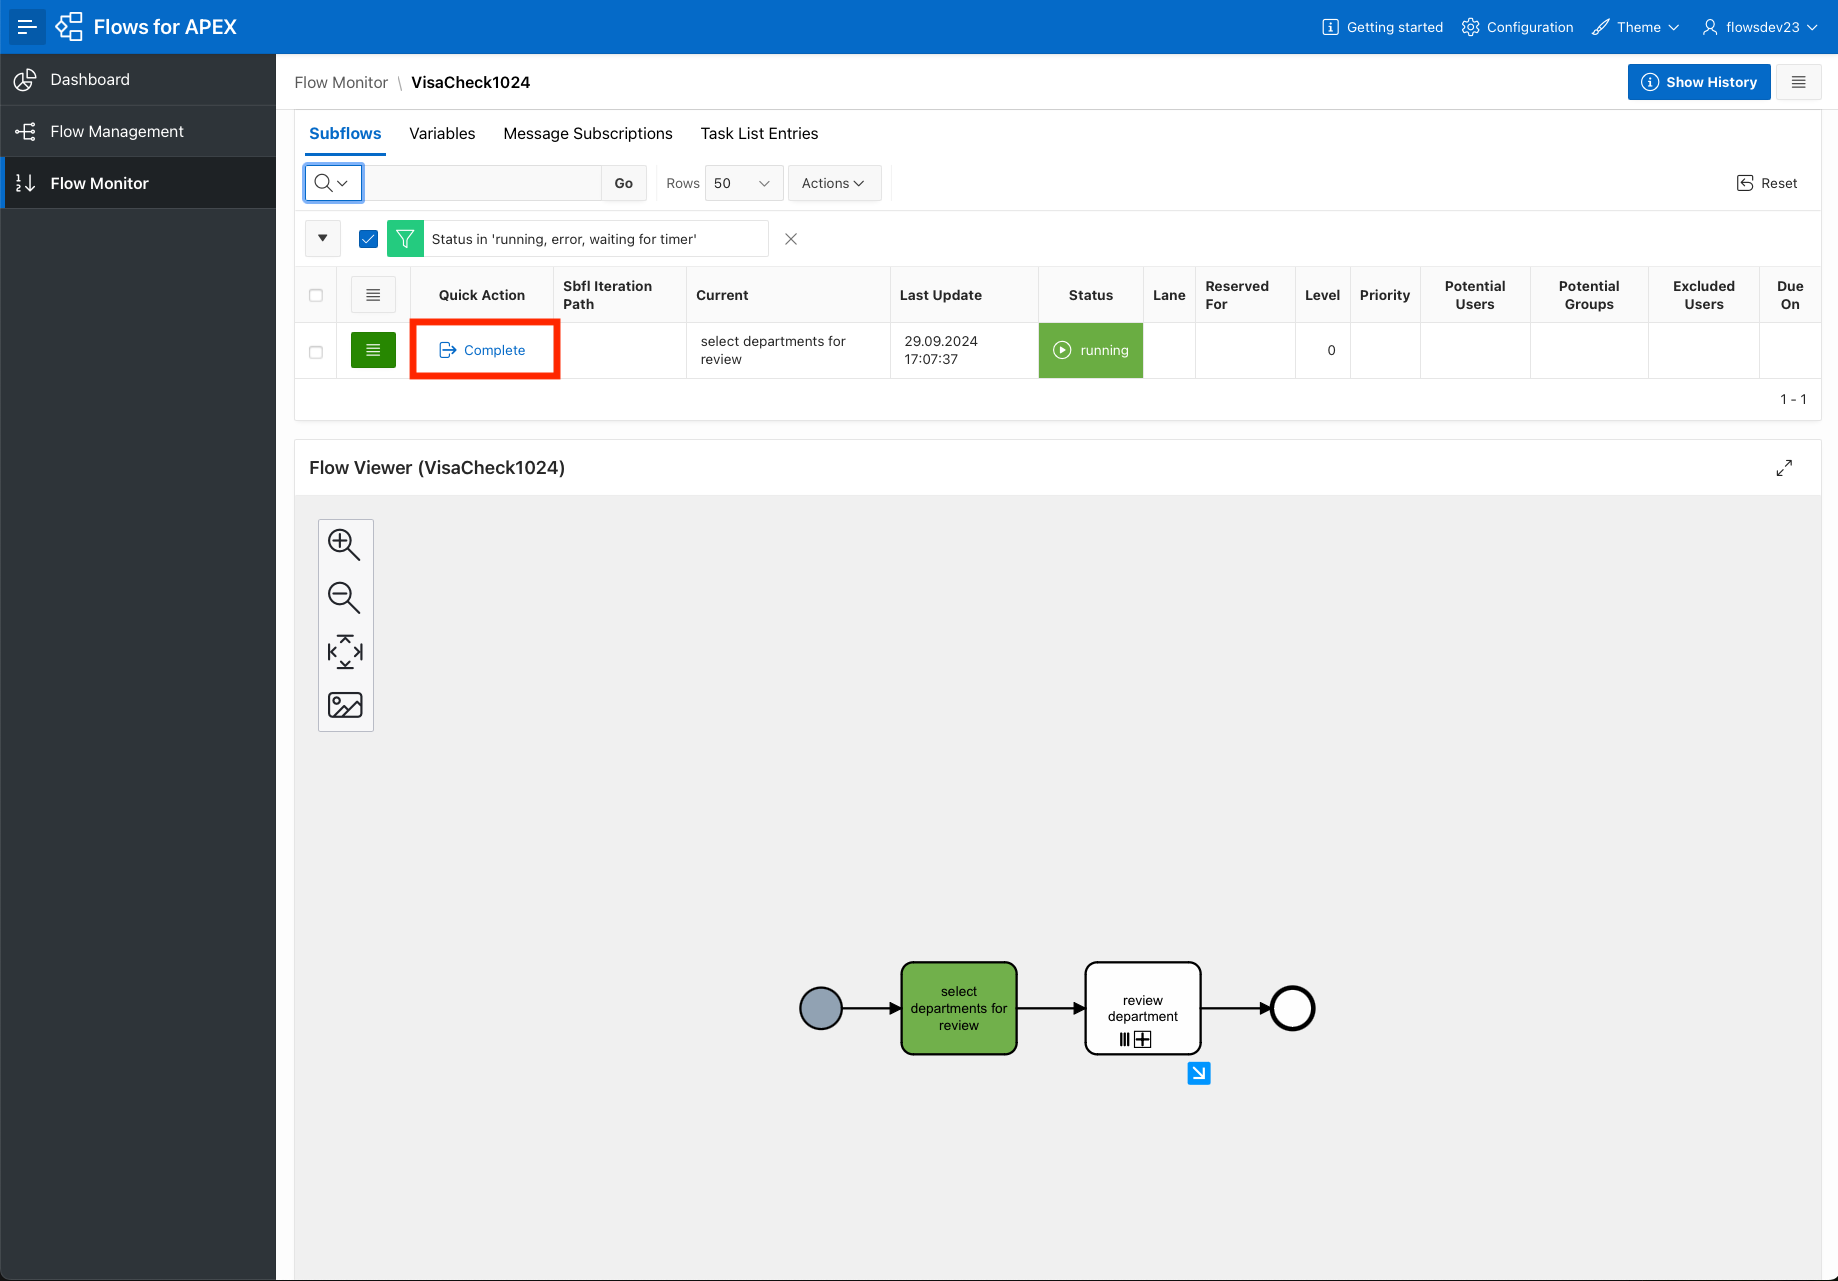 Flows for APEX
Getting started
Configuration
Theme
flowsdev23
Dashboard
Flow Management
Flow Monitor
Flow Monitor \ VisaCheck1024
Show History
Subflows
Variables
Message Subscriptions
Task List Entries
Go
Rows
50
Actions
Reset
Status in 'running, error, waiting for timer'
Quick Action
Sbfl Iteration
Path
Current
Last Update
Status
Lane
Reserved
For
Level
Priority
Potential
Users
Potential
Groups
Excluded
Users
Due
On
Complete
select departments for
review
29.09.2024
17:07:37
running
0
1 - 1
Flow Viewer (VisaCheck1024)
select
departments for
review
review
department